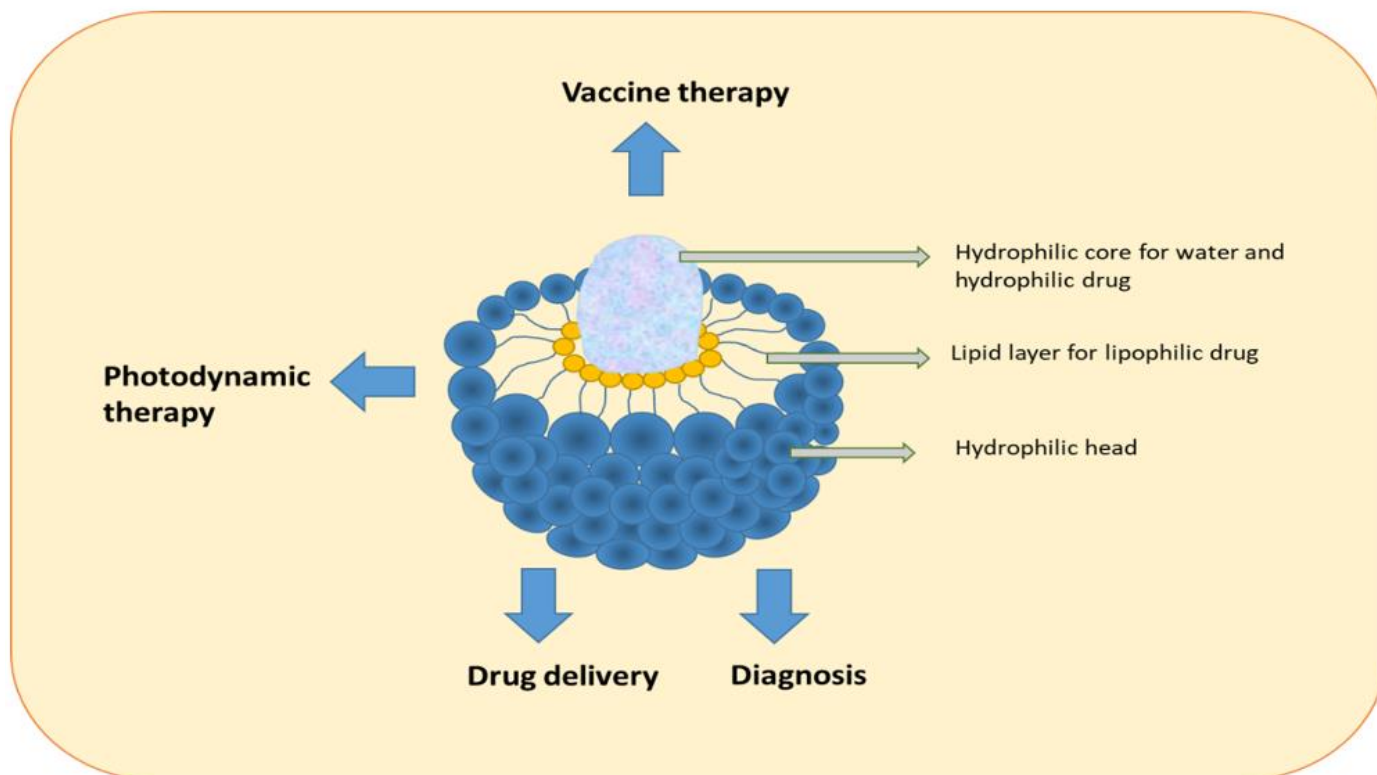 Vaccine therapy
Hydrophilic core for water and
hydrophilic drug
Lipid layer for lipophilic drug
Photodynamic
therapy
Hydrophilic head
Drug delivery
Diagnosis